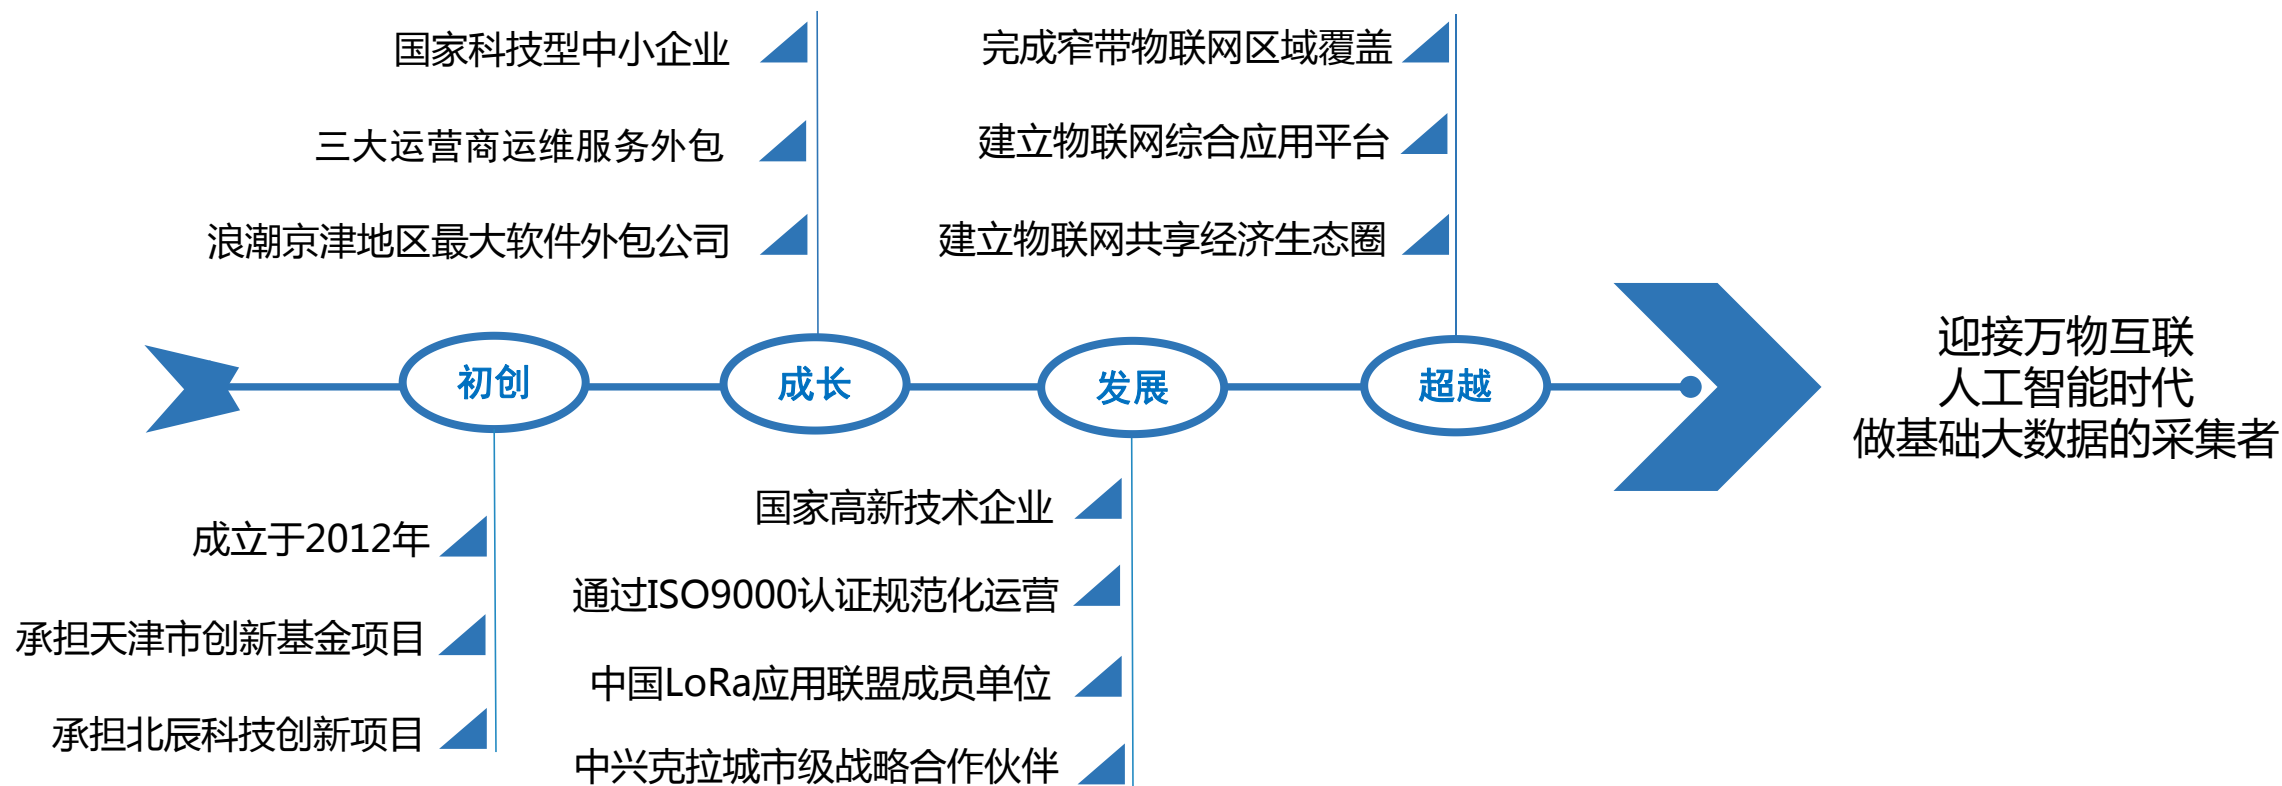 国家科技型中小企业
三大运营商运维服务外包
浪潮京津地区最大软件外包公司
完成窄带物联网区域覆盖
建立物联网综合应用平台
建立物联网共享经济生态圈
初创
成长
发展
超越
迎接万物互联
人工智能时代
做基础大数据的采集者
成立于2012年
承担天津市创新基金项目
承担北辰科技创新项目
国家高新技术企业
通过ISO9000认证规范化运营
中国LoRa应用联盟成员单位
中兴克拉城市级战略合作伙伴